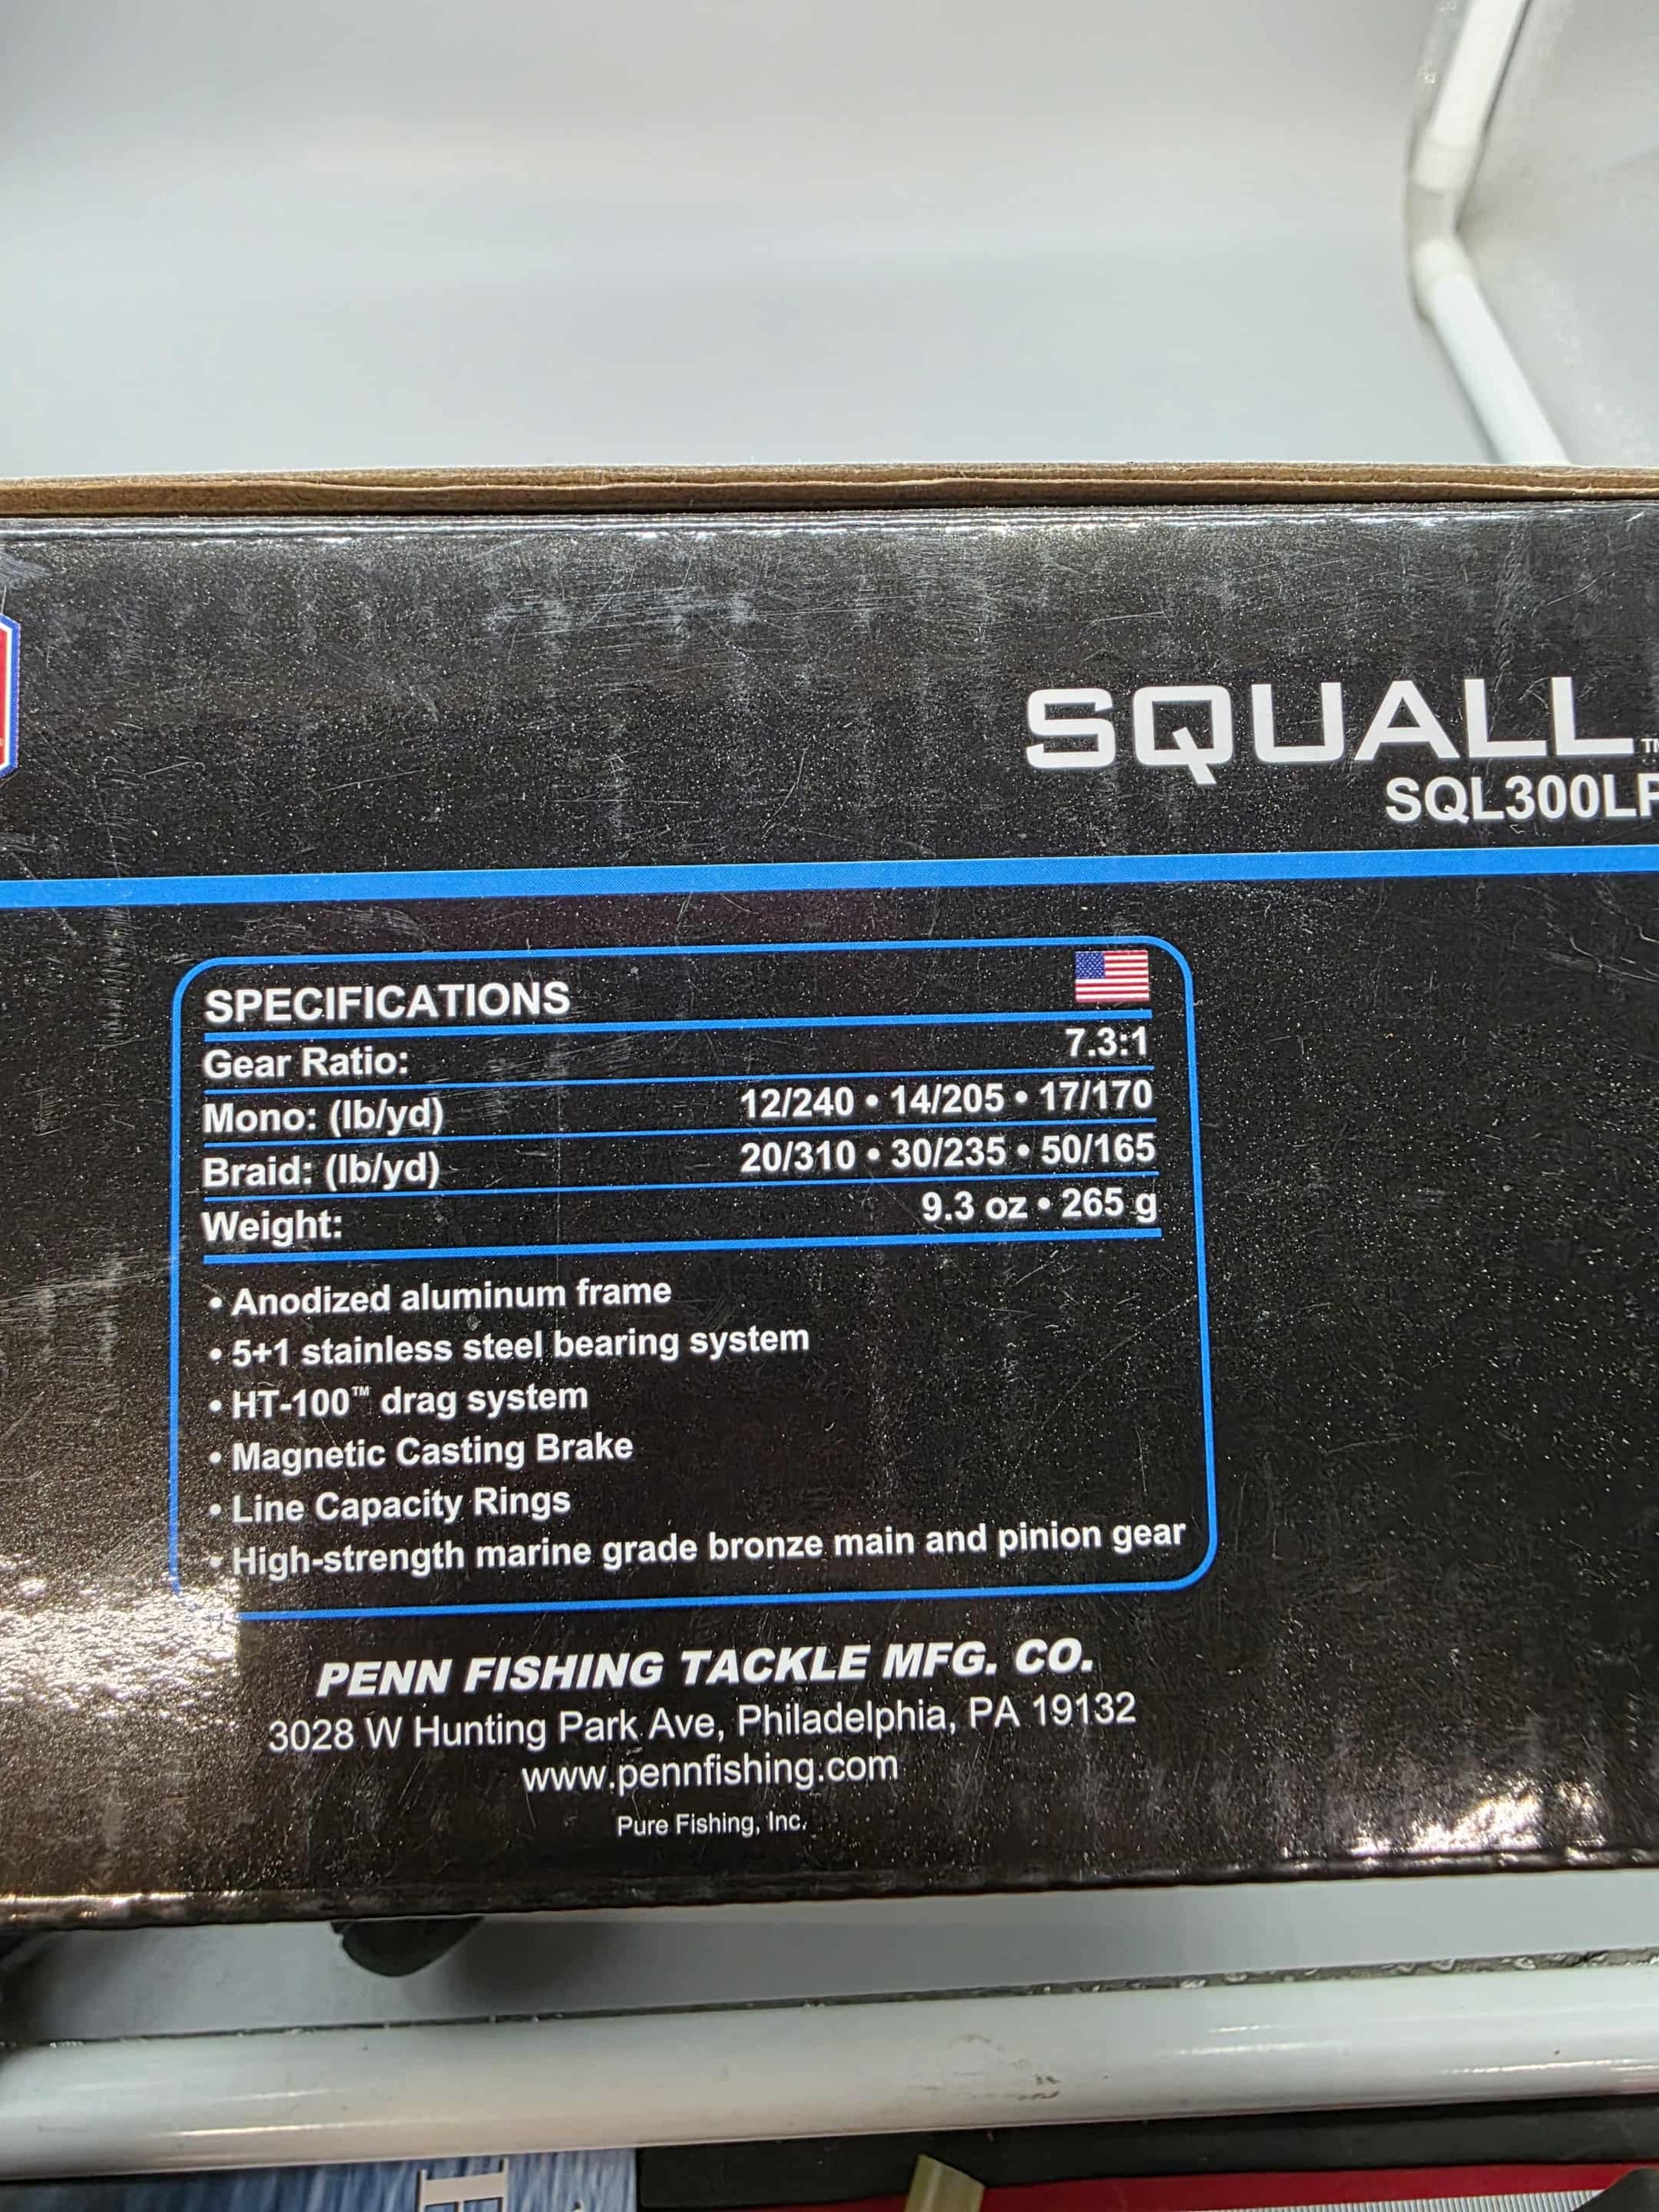 SQUALL™
SQL300LP
SPECIFICATIONS
Gear Ratio: 7.3:1
Mono: (lb/yd) 12/240 • 14/205 • 17/170
Braid: (lb/yd) 20/310 • 30/235 • 50/165
Weight: 9.3 oz • 265 g
• Anodized aluminum frame
• 5+1 stainless steel bearing system
• HT-100™ drag system
• Magnetic Casting Brake
• Line Capacity Rings
• High-strength marine grade bronze main and pinion gear
PENN FISHING TACKLE MFG. CO.
3028 W Hunting Park Ave, Philadelphia, PA 19132
www.pennfishing.com
Pure Fishing, Inc.